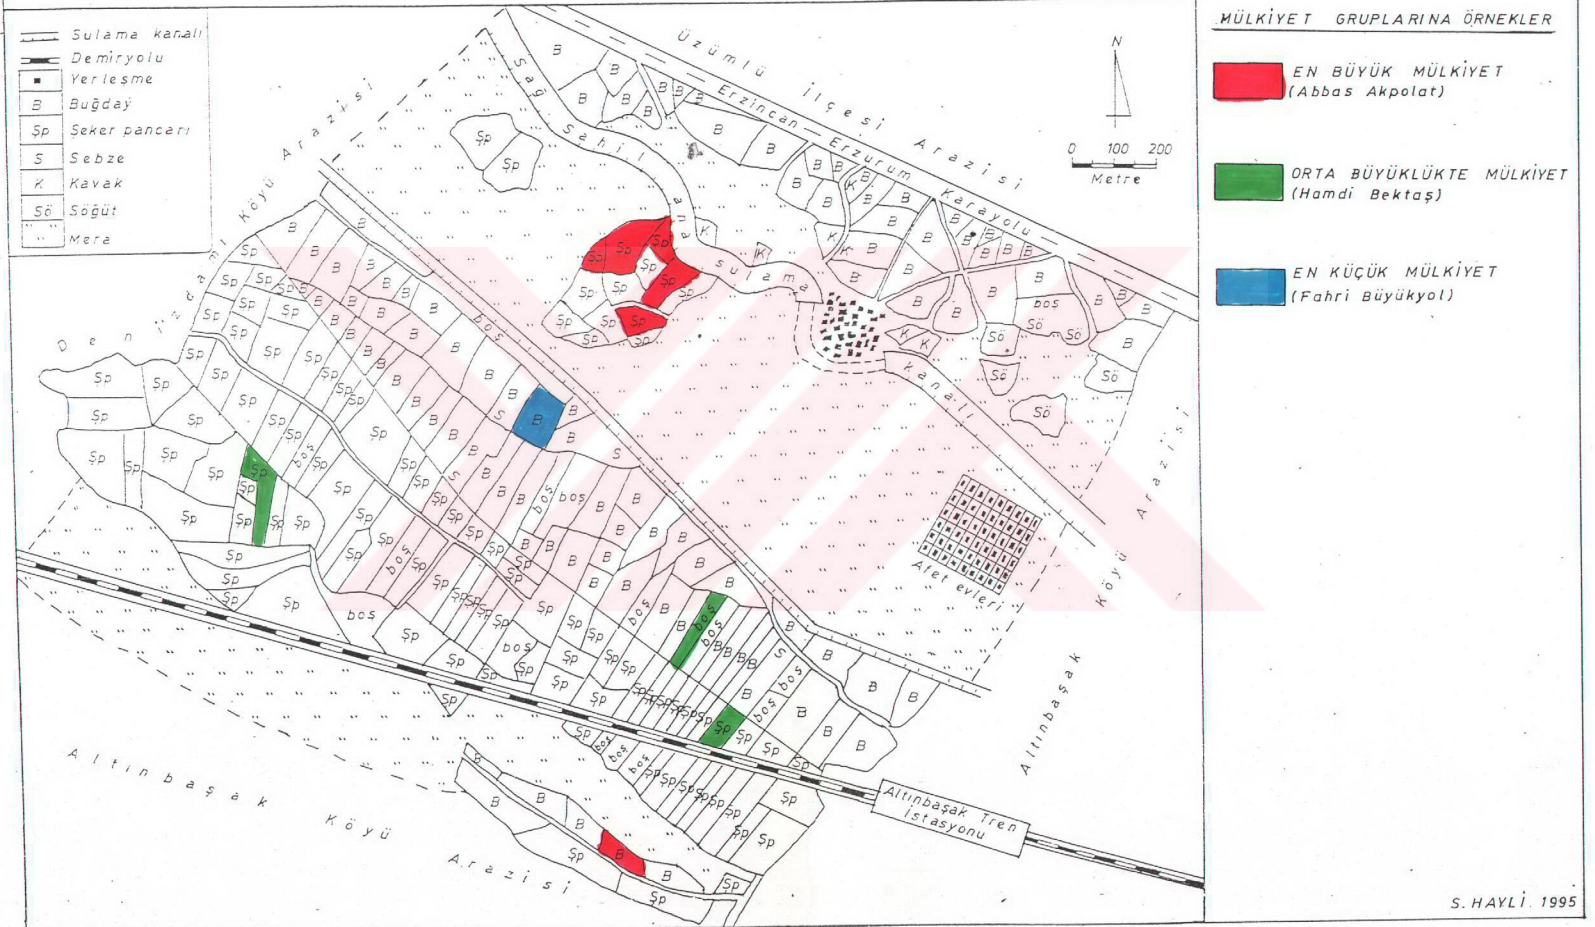 Sulama kanalı
Demiryolu
Yerleşme
B Buğday
Şp Şeker pancarı
S Sebze
K Kavak
Sö Söğüt
Mera
MÜLKİYET GRUPLARINA ÖRNEKLER
EN BÜYÜK MÜLKİYET
(Abbas Akpolat)
ORTA BÜYÜKLÜKTE MÜLKİYET
(Hamdi Bektaş)
EN KÜÇÜK MÜLKİYET
(Fahri Büyükyol)
N
0 100 200
Metre
Üzümlü İlçesi Arazisi
Erzincan - Erzurum Karayolu
Sağ Sahil ana sulama kanalı
Denizdamı Köyü Arazisi
Altınbaşak Köyü Arazisi
Afet evleri
Altınbaşak Köyü Arazisi
Altınbaşak Tren
İstasyonu
S. HAYLİ. 1995